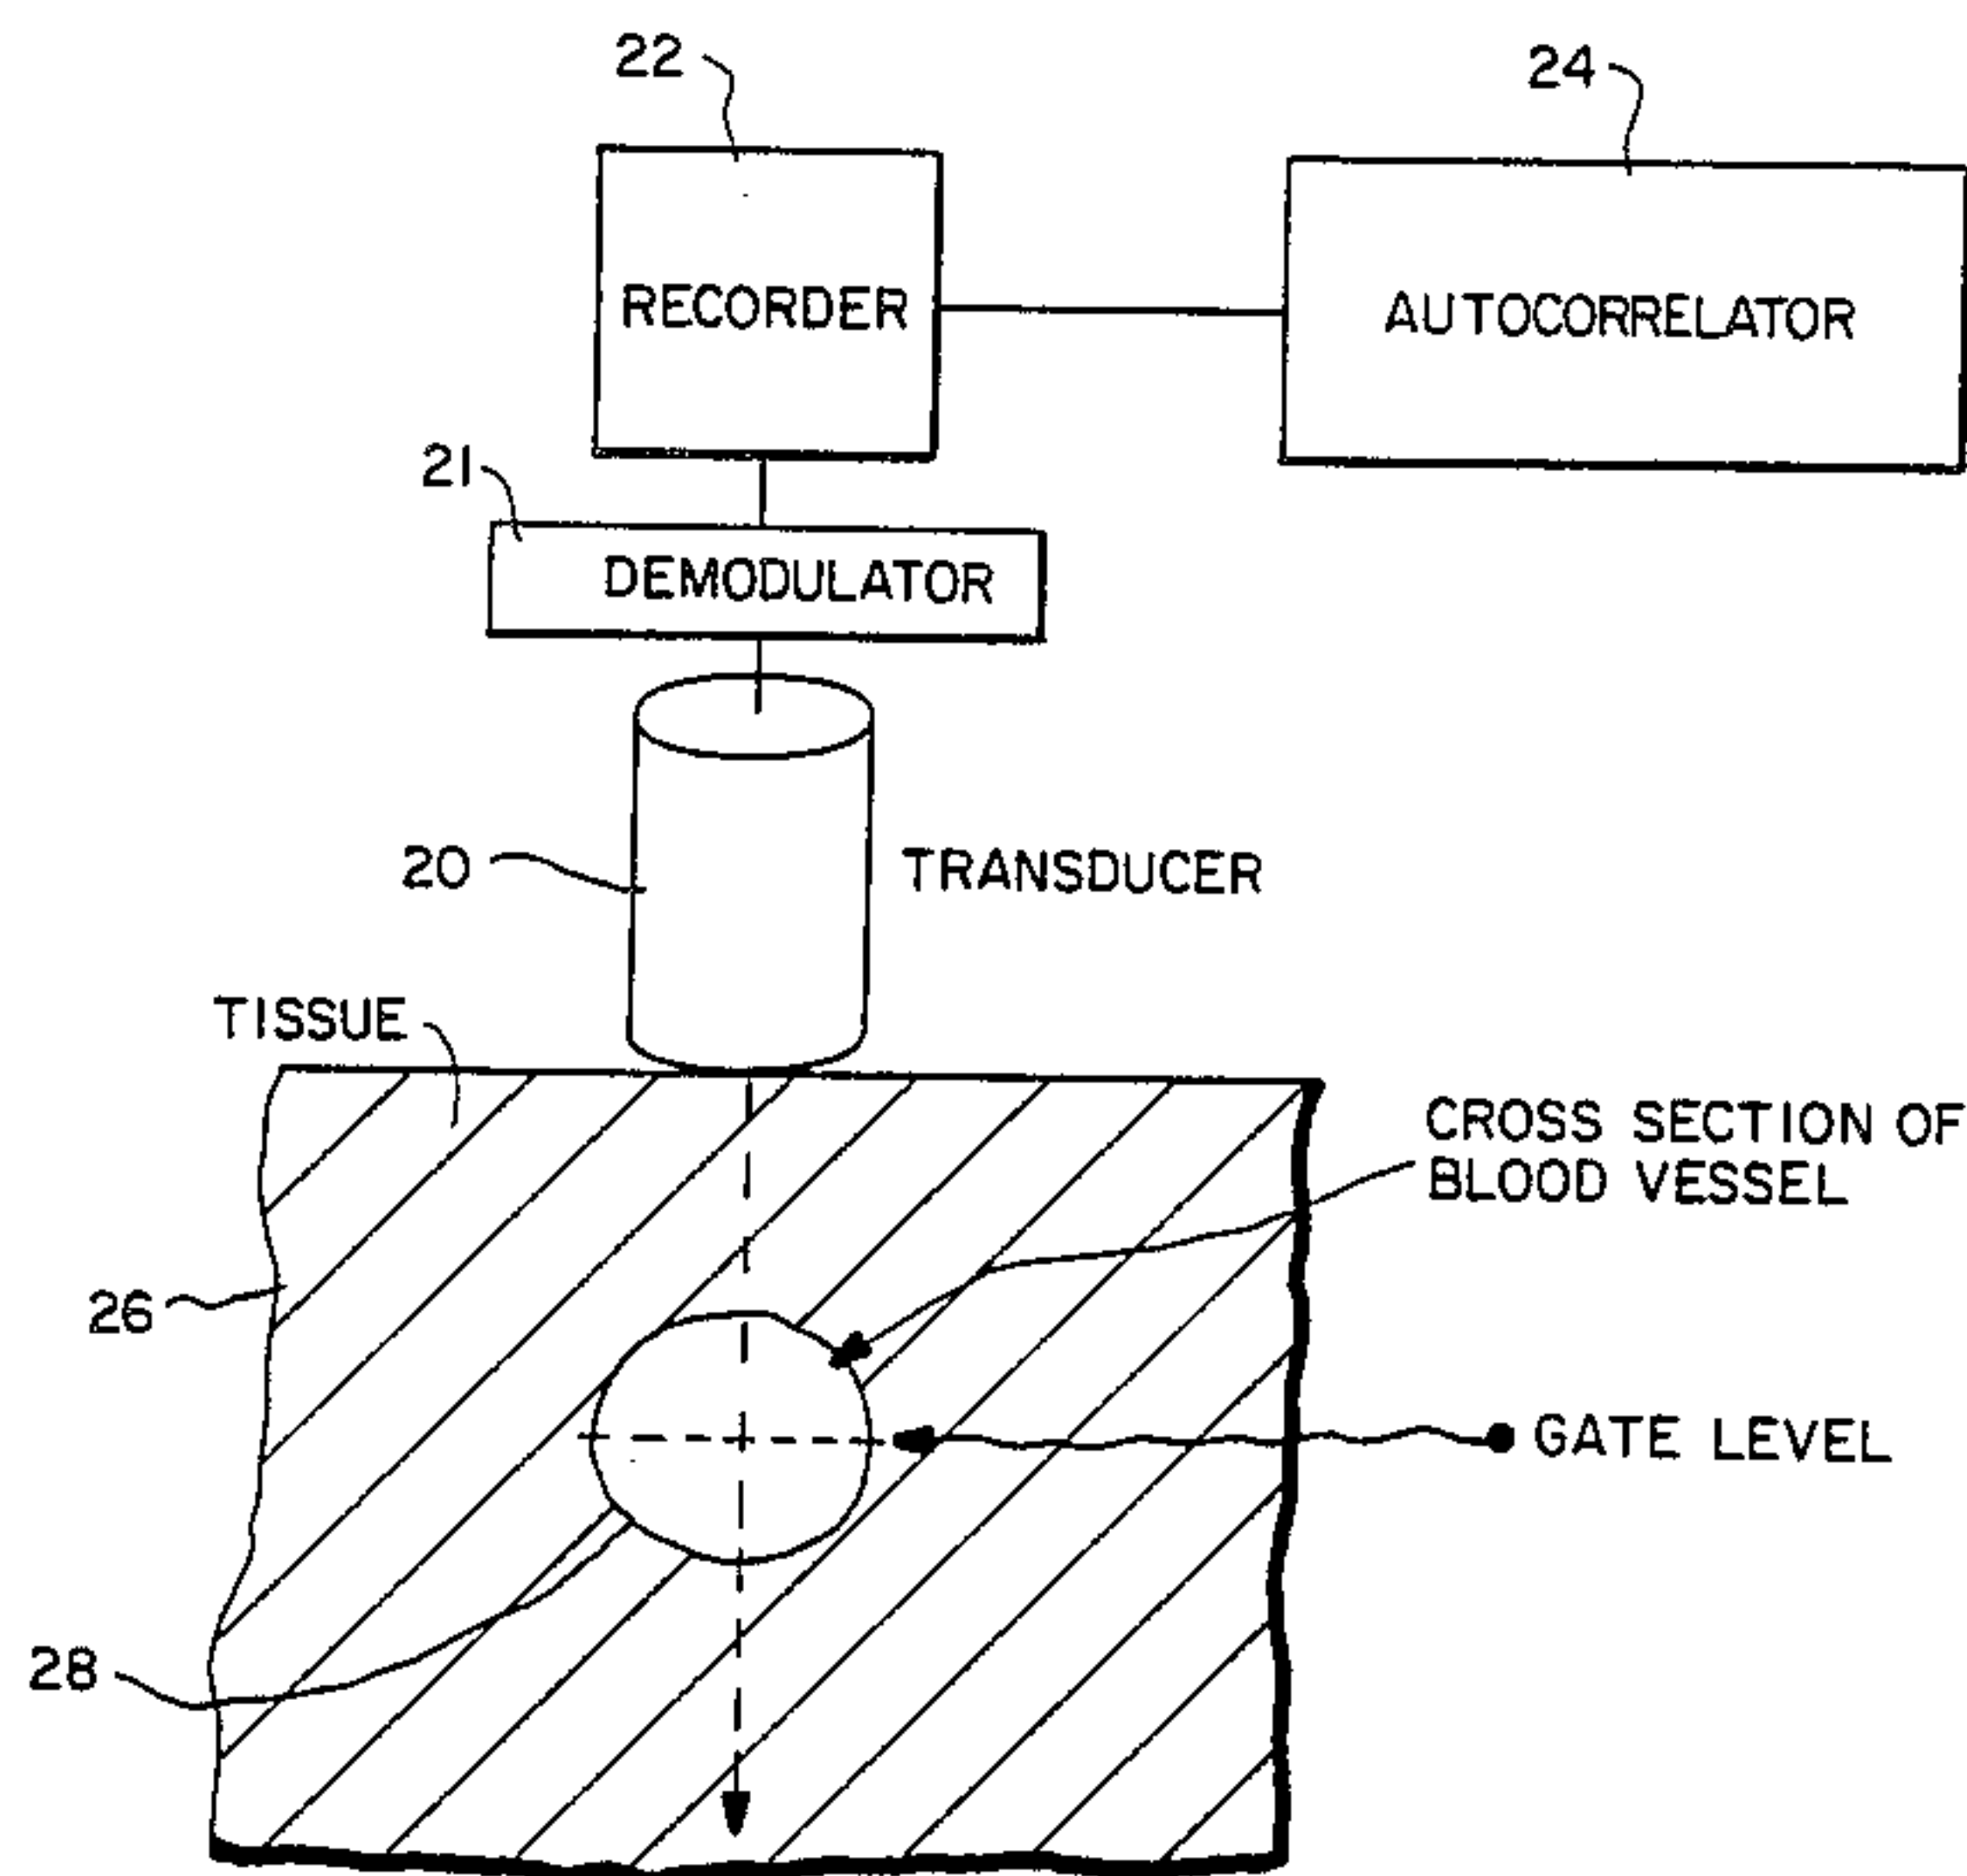 22
24
RECORDER
AUTOCORRELATOR
21
DEMODULATOR
20
TRANSDUCER
TISSUE
CROSS SECTION OF
BLOOD VESSEL
26
GATE LEVEL
28